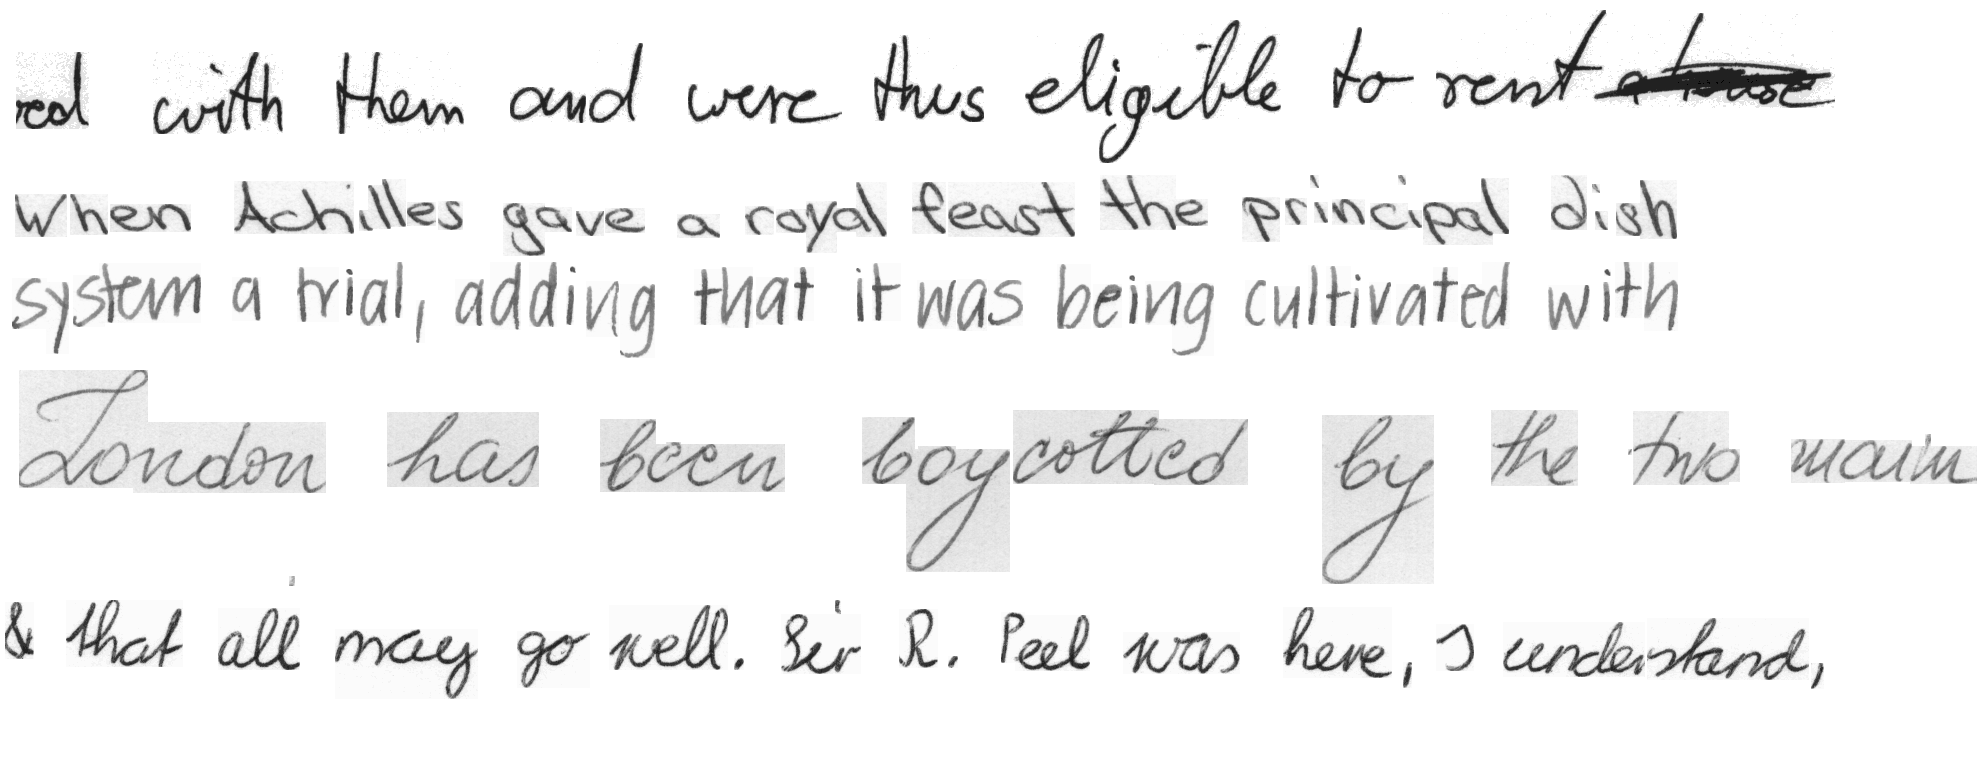 red with them and were thus eligible to rent
When Achilles gave a royal feast the principal dish
system a trial, adding that it was being cultivated with
London has been boycotted by the two main
& that all may go well. Sir R. Peel was here, I understand,